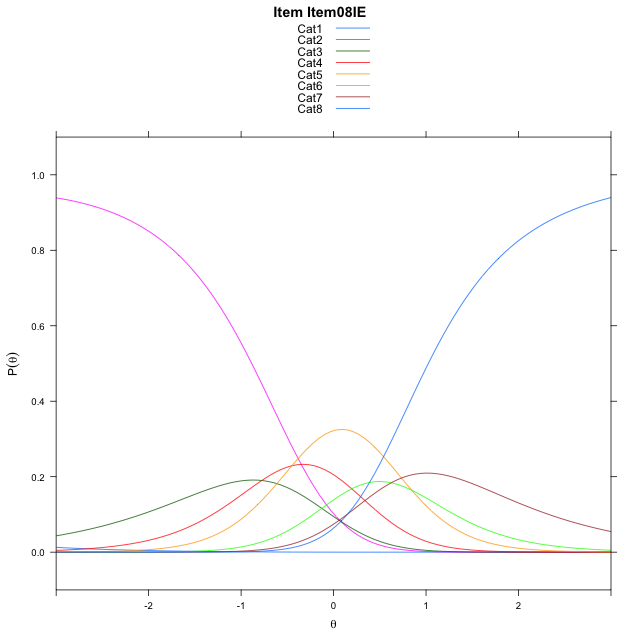 Item Item08IE
Cat1
Cat2
Cat3
Cat4
Cat5
Cat6
Cat7
Cat8
1.0
0.8
0.6
0.4
0.2
0.0
P(θ)
-2 -1 0 1 2
θ